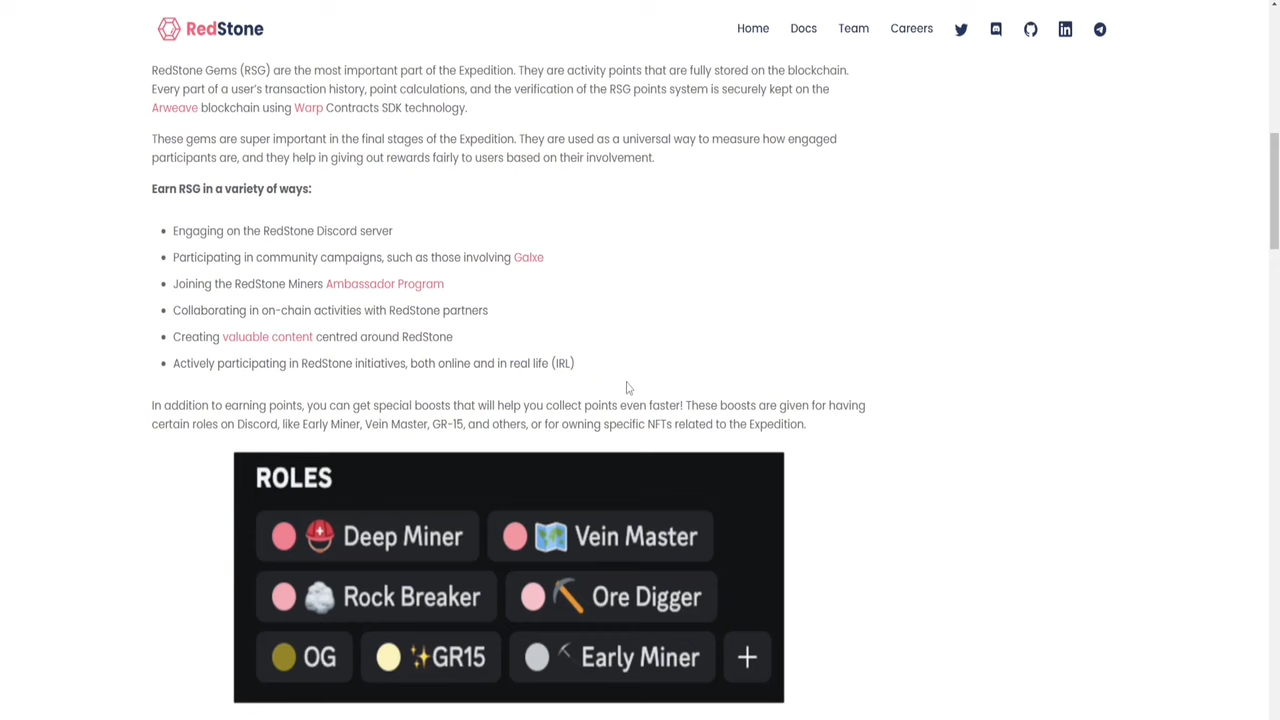 RedStone
Home Docs Team Careers
RedStone Gems (RSG) are the most important part of the Expedition. They are activity points that are fully stored on the blockchain.
Every part of a user's transaction history, point calculations, and the verification of the RSG points system is securely kept on the
Arweave blockchain using Warp Contracts SDK technology.
These gems are super important in the final stages of the Expedition. They are used as a universal way to measure how engaged
participants are, and they help in giving out rewards fairly to users based on their involvement.
Earn RSG in a variety of ways:
Engaging on the RedStone Discord server
Participating in community campaigns, such as those involving Galxe
Joining the RedStone Miners Ambassador Program
Collaborating in on-chain activities with RedStone partners
Creating valuable content centred around RedStone
Actively participating in RedStone initiatives, both online and in real life (IRL)
In addition to earning points, you can get special boosts that will help you collect points even faster! These boosts are given for having
certain roles on Discord, like Early Miner, Vein Master, GR-15, and others, or for owning specific NFTs related to the Expedition.
ROLES
Deep Miner Vein Master
Rock Breaker Ore Digger
OG ✨GR15 Early Miner +